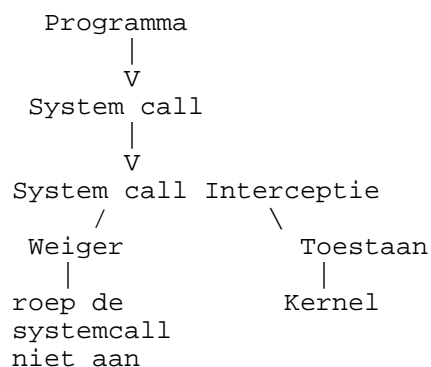 Programma
|
V
System call
|
V
System call Interceptie
/ \
Weiger Toestaan
| |
roep de Kernel
systemcall
niet aan